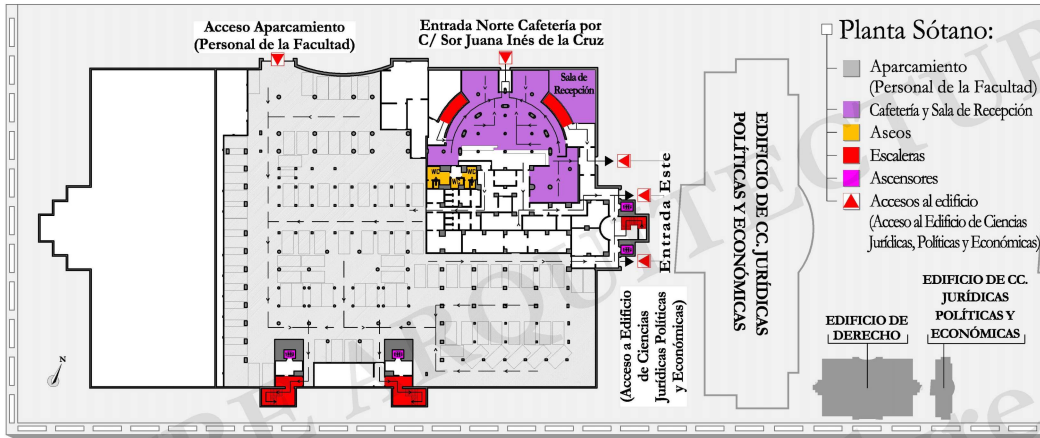 Acceso Aparcamiento
(Personal de la Facultad)
Entrada Norte Cafetería por
C/ Sor Juana Inés de la Cruz
Sala de
Recepción
WC
WC
WC
Entrada Este
(Acceso a Edificio
de Ciencias
Jurídicas Políticas
y Económicas)
EDIFICIO DE CC. JURÍDICAS
POLÍTICAS Y ECONÓMICAS
N
Planta Sótano:
Aparcamiento
(Personal de la Facultad)
Cafetería y Sala de Recepción
Aseos
Escaleras
Ascensores
Accesos al edificio
(Acceso al Edificio de Ciencias
Jurídicas, Políticas y Económicas)
EDIFICIO DE
DERECHO
EDIFICIO DE CC.
JURÍDICAS
POLÍTICAS Y
ECONÓMICAS